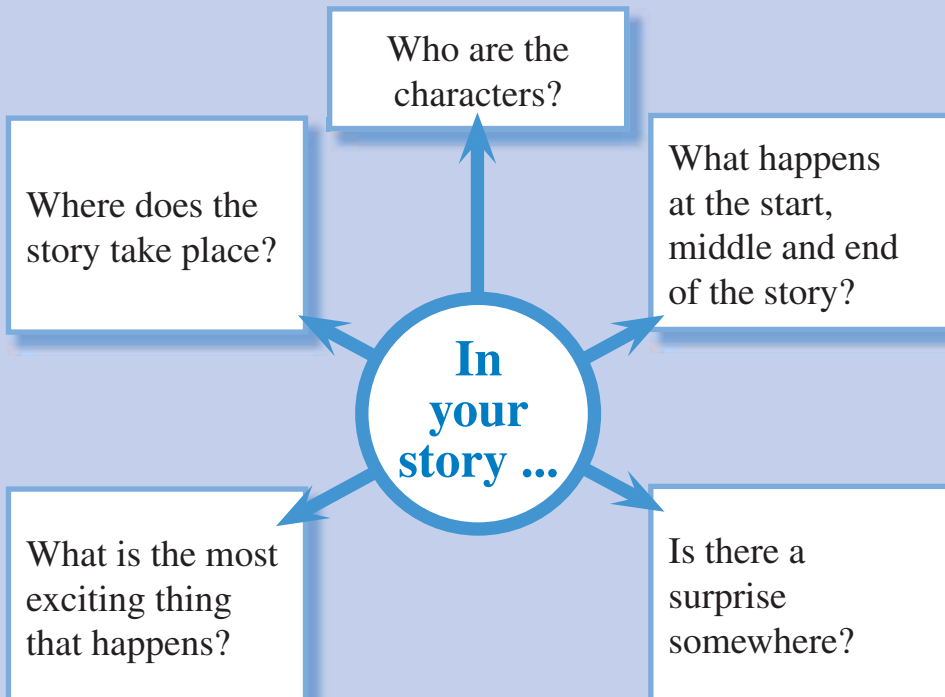 Who are the
characters?
Where does the
story take place?
What happens
at the start,
middle and end
of the story?
In
your
story ...
What is the most
exciting thing
that happens?
Is there a
surprise
somewhere?